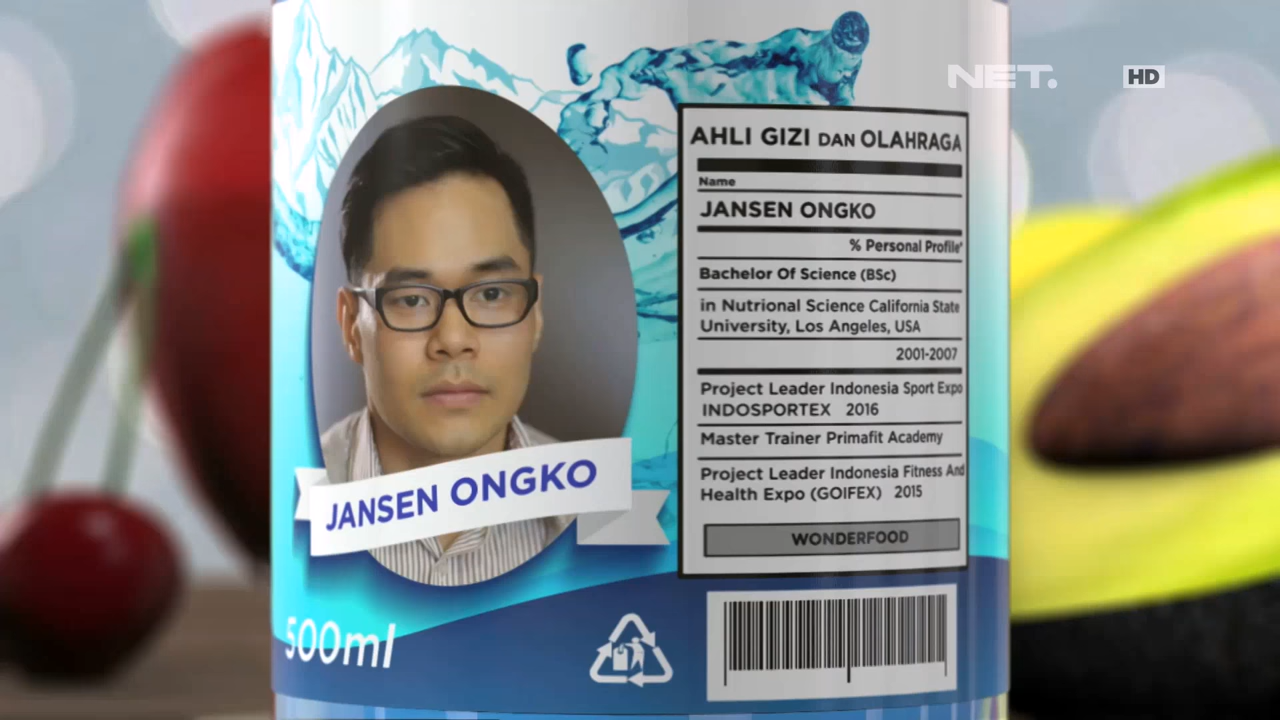 NET.
HD
AHLI GIZI DAN OLAHRAGA
Name
JANSEN ONGKO
% Personal Profile*
Bachelor Of Science (BSc)
in Nutrional Science California State
University, Los Angeles, USA
2001-2007
Project Leader Indonesia Sport Expo
INDOSPORTEX 2016
Master Trainer Primafit Academy
Project Leader Indonesia Fitness And
Health Expo (GOIFEX) 2015
WONDERFOOD
JANSEN ONGKO
500ml